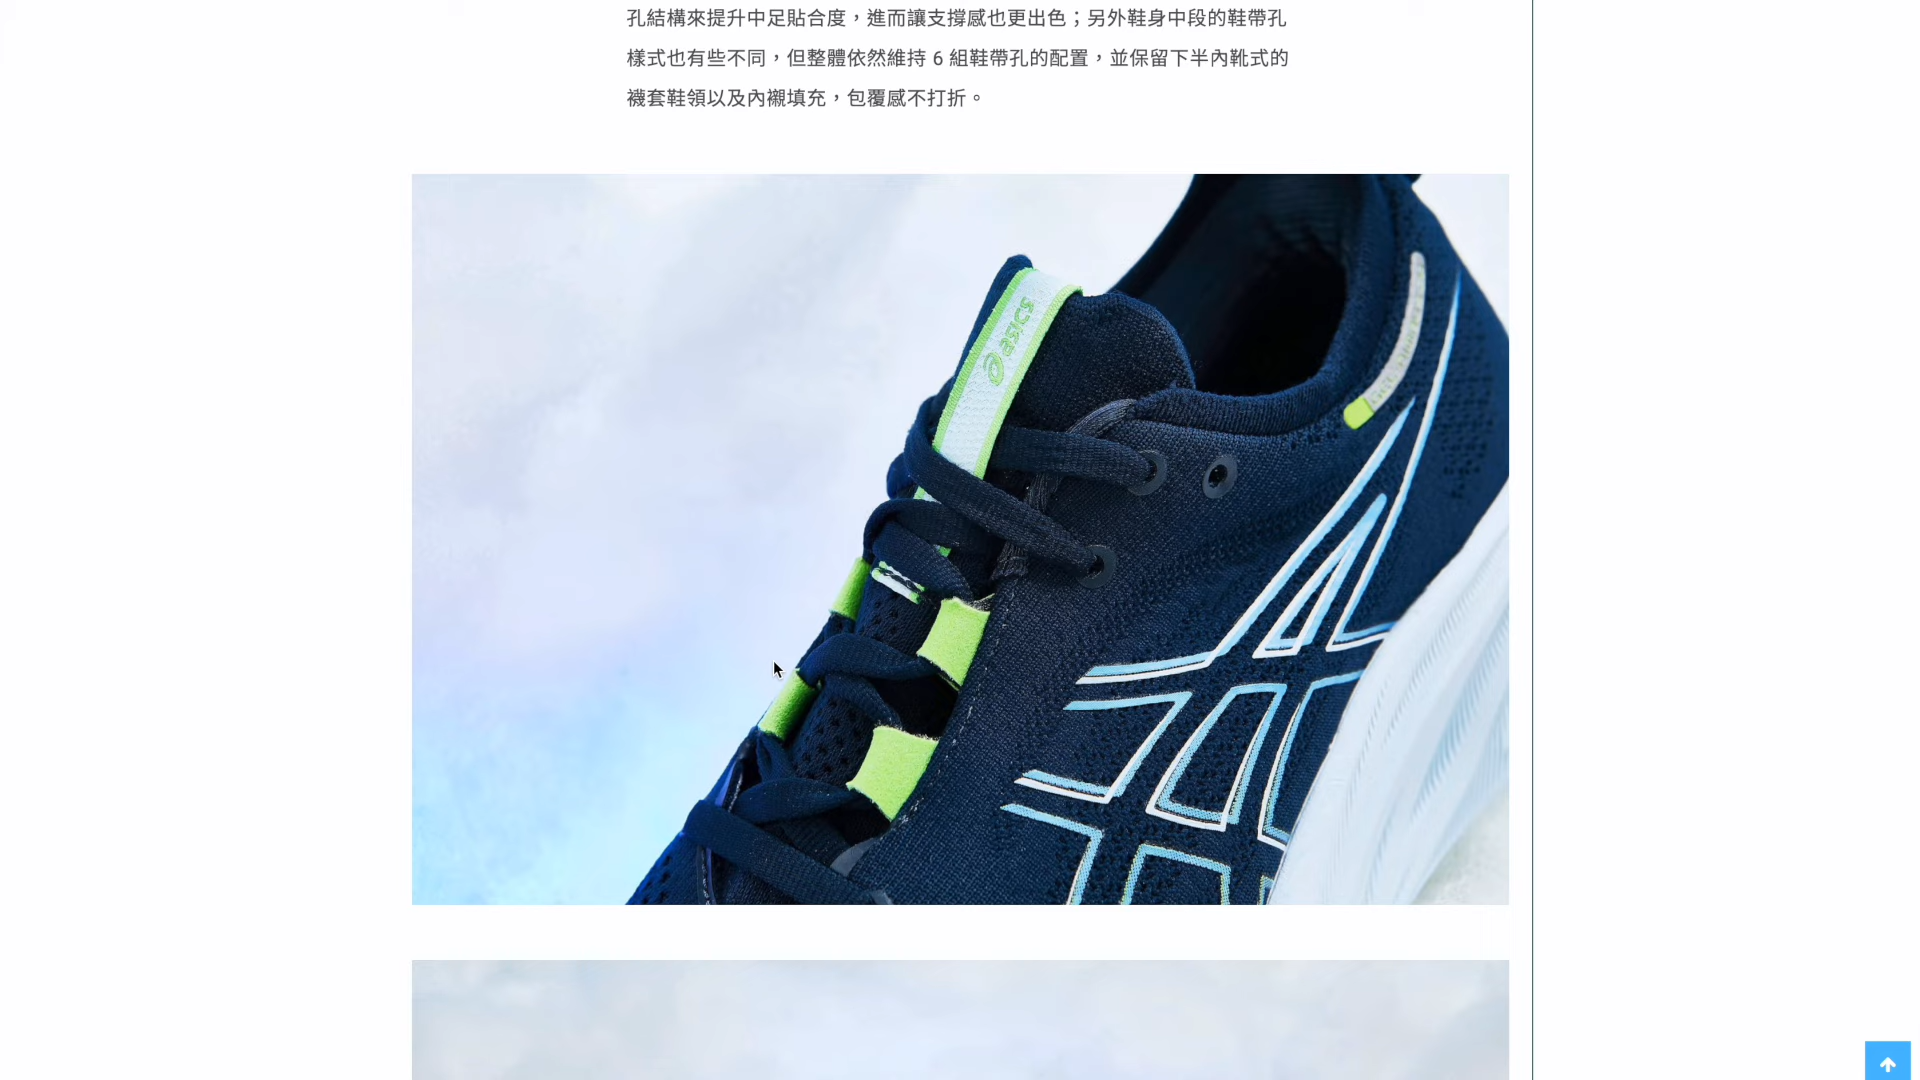 孔結構來提升中足貼合度，進而讓支撐感也更出色；另外鞋身中段的鞋帶孔
樣式也有些不同，但整體依然維持 6 組鞋帶孔的配置，並保留下半內靴式的
襪套鞋領以及內襯填充，包覆感不打折。
asics